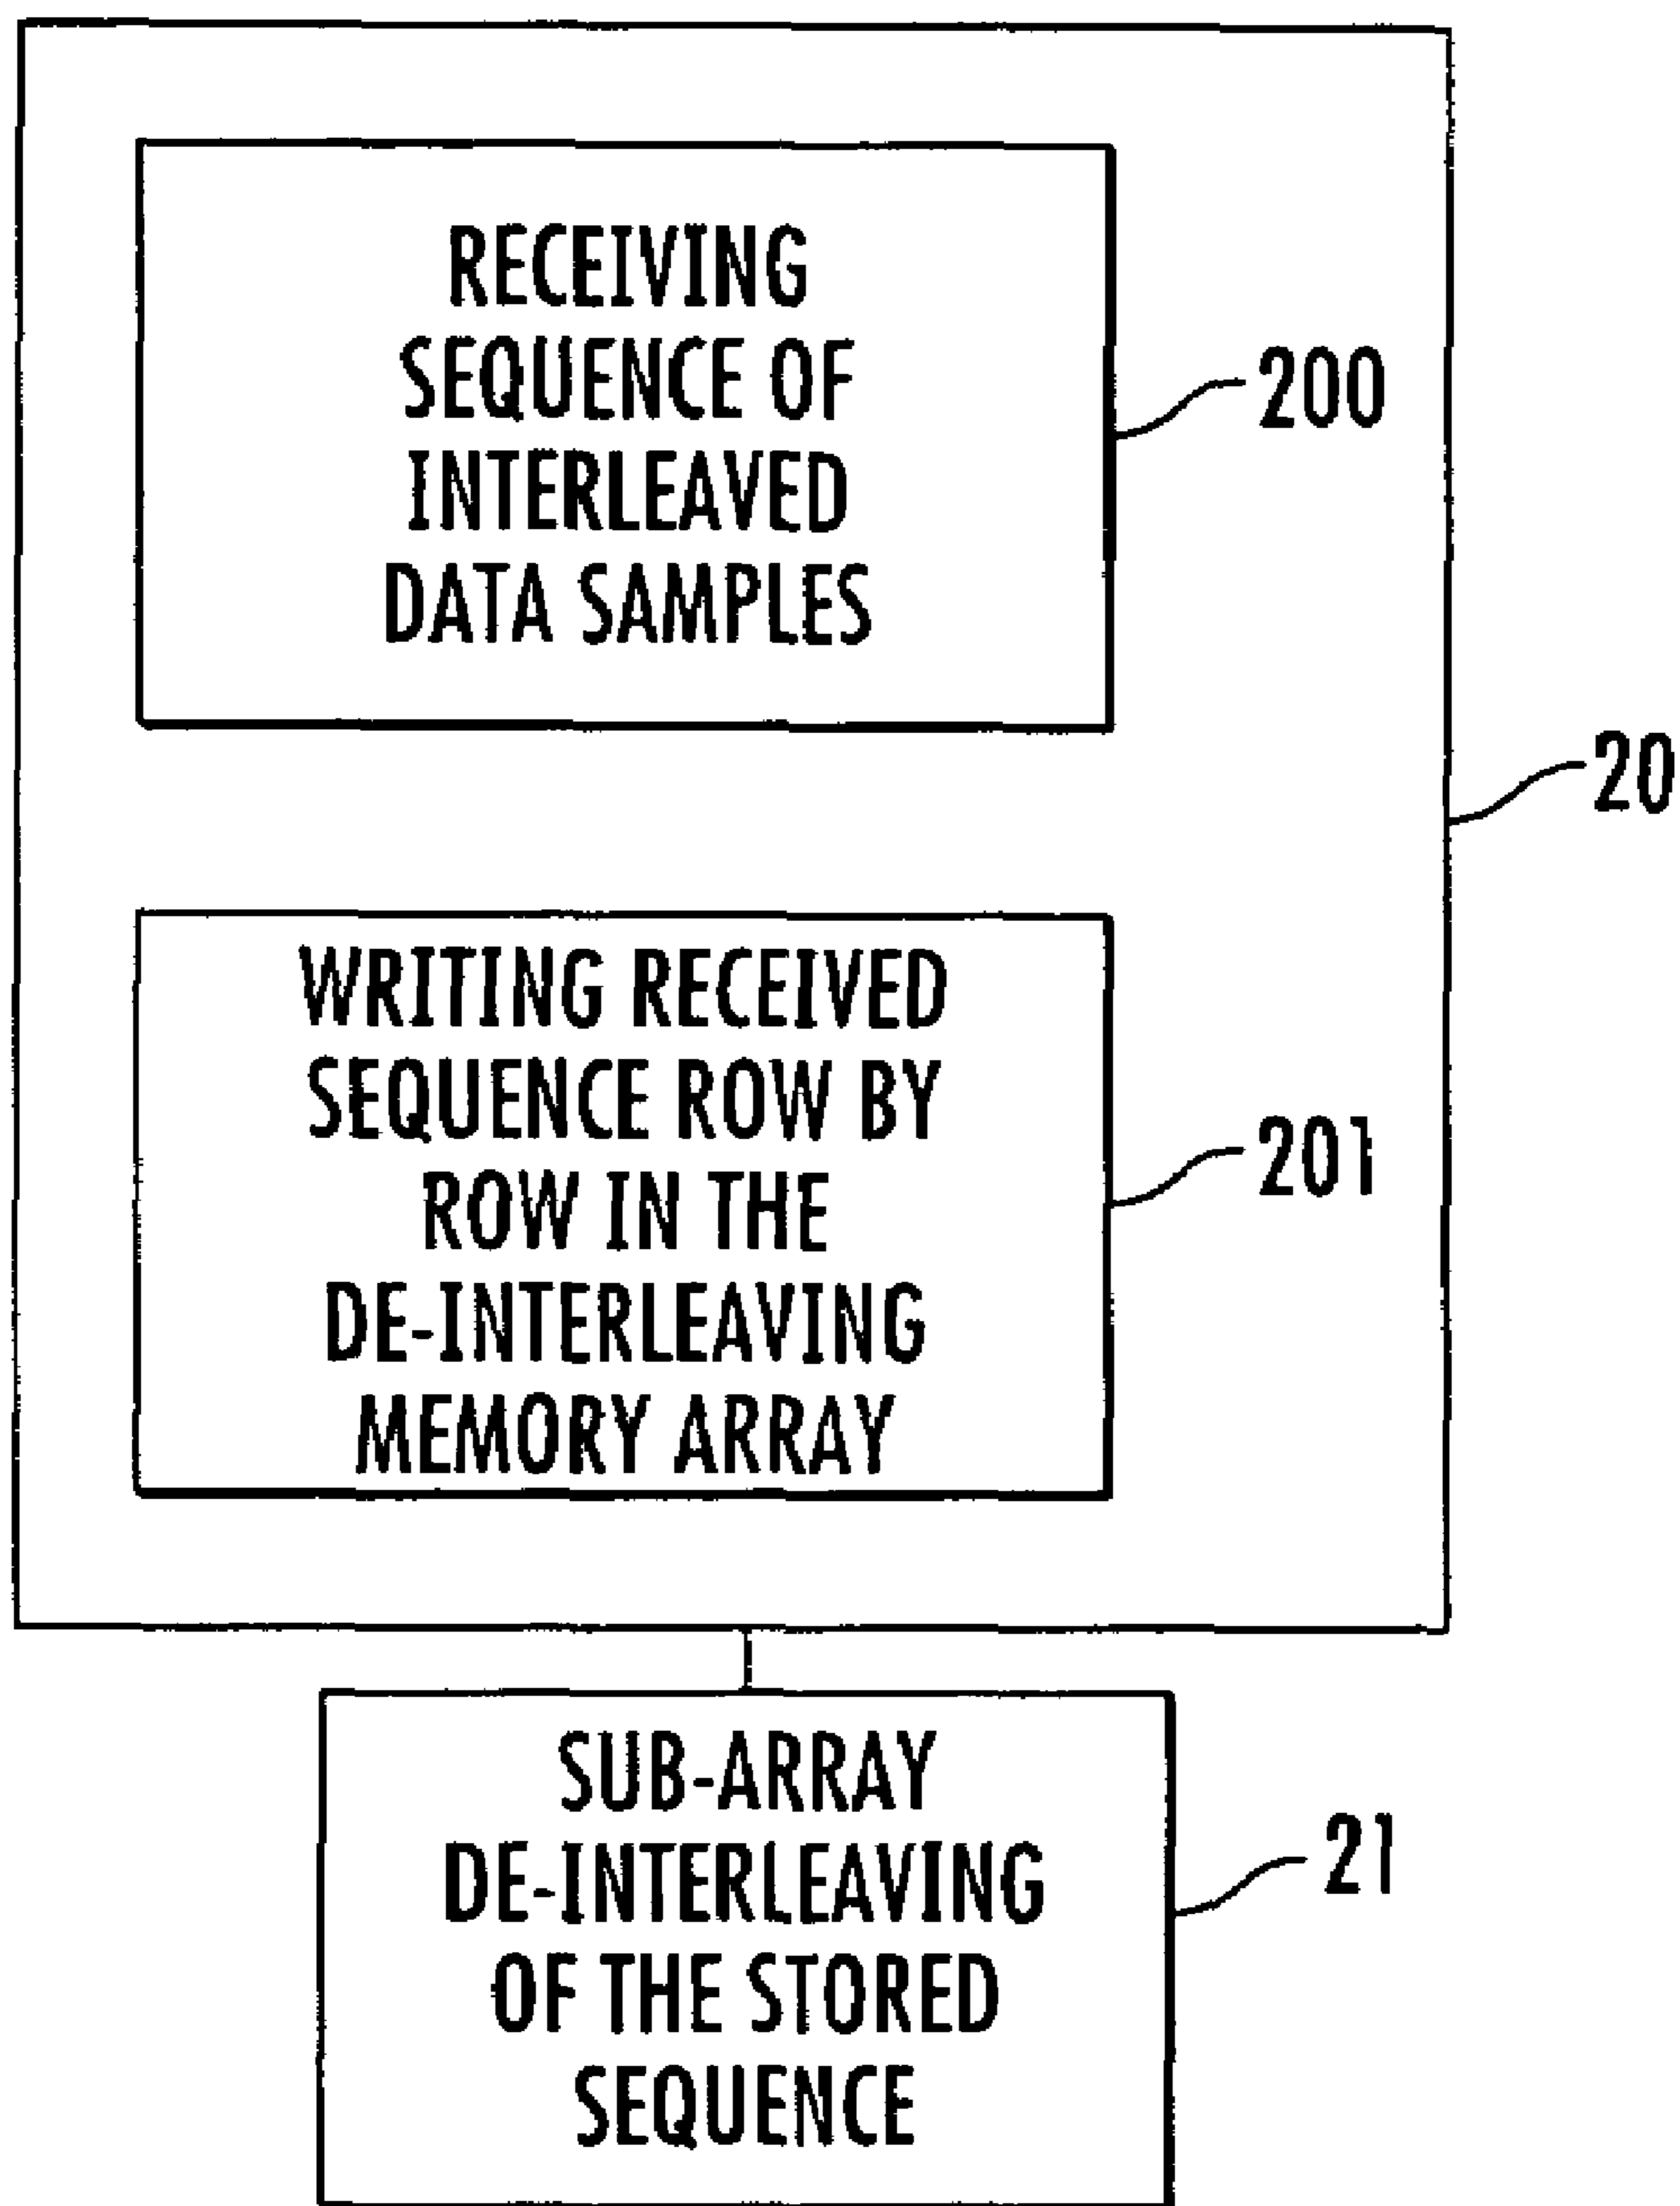 RECEIVING
SEQUENCE OF
INTERLEAVED
DATA SAMPLES
200
20
WRITING RECEIVED
SEQUENCE ROW BY
ROW IN THE
DE-INTERLEAVING
MEMORY ARRAY
201
SUB-ARRAY
DE-INTERLEAVING
OF THE STORED
SEQUENCE
21